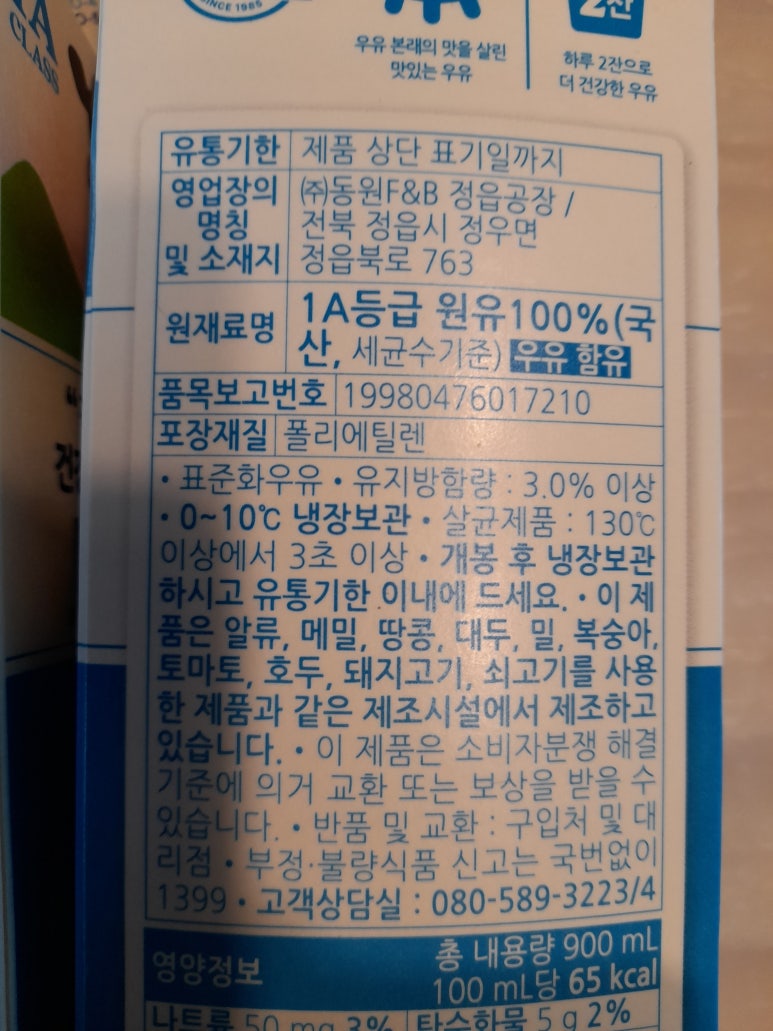 1A
CLASS
SINCE 1985
우유 본래의 맛을 살린
맛있는 우유
2잔
하루 2잔으로
더 건강한 우유
유통기한 제품 상단 표기일까지
영업장의 명칭 및 소재지 ㈜동원F&B 정읍공장 /
전북 정읍시 정우면
정읍북로 763
원재료명 1A등급 원유100%(국
산, 세균수기준) 우유 함유
품목보고번호 19980476017210
포장재질 폴리에틸렌
• 표준화우유 • 유지방함량 : 3.0% 이상
• 0~10℃ 냉장보관 • 살균제품 : 130℃
이상에서 3초 이상 • 개봉 후 냉장보관
하시고 유통기한 이내에 드세요. • 이 제
품은 알류, 메밀, 땅콩, 대두, 밀, 복숭아,
토마토, 호두, 돼지고기, 쇠고기를 사용
한 제품과 같은 제조시설에서 제조하고
있습니다. • 이 제품은 소비자분쟁 해결
기준에 의거 교환 또는 보상을 받을 수
있습니다. • 반품 및 교환 : 구입처 및 대
리점 • 부정·불량식품 신고는 국번없이
1399 • 고객상담실 : 080-589-3223/4
영양정보 총 내용량 900 mL
100 mL당 65 kcal
나트륨 50 mg 3% 탄수화물 5 g 2%